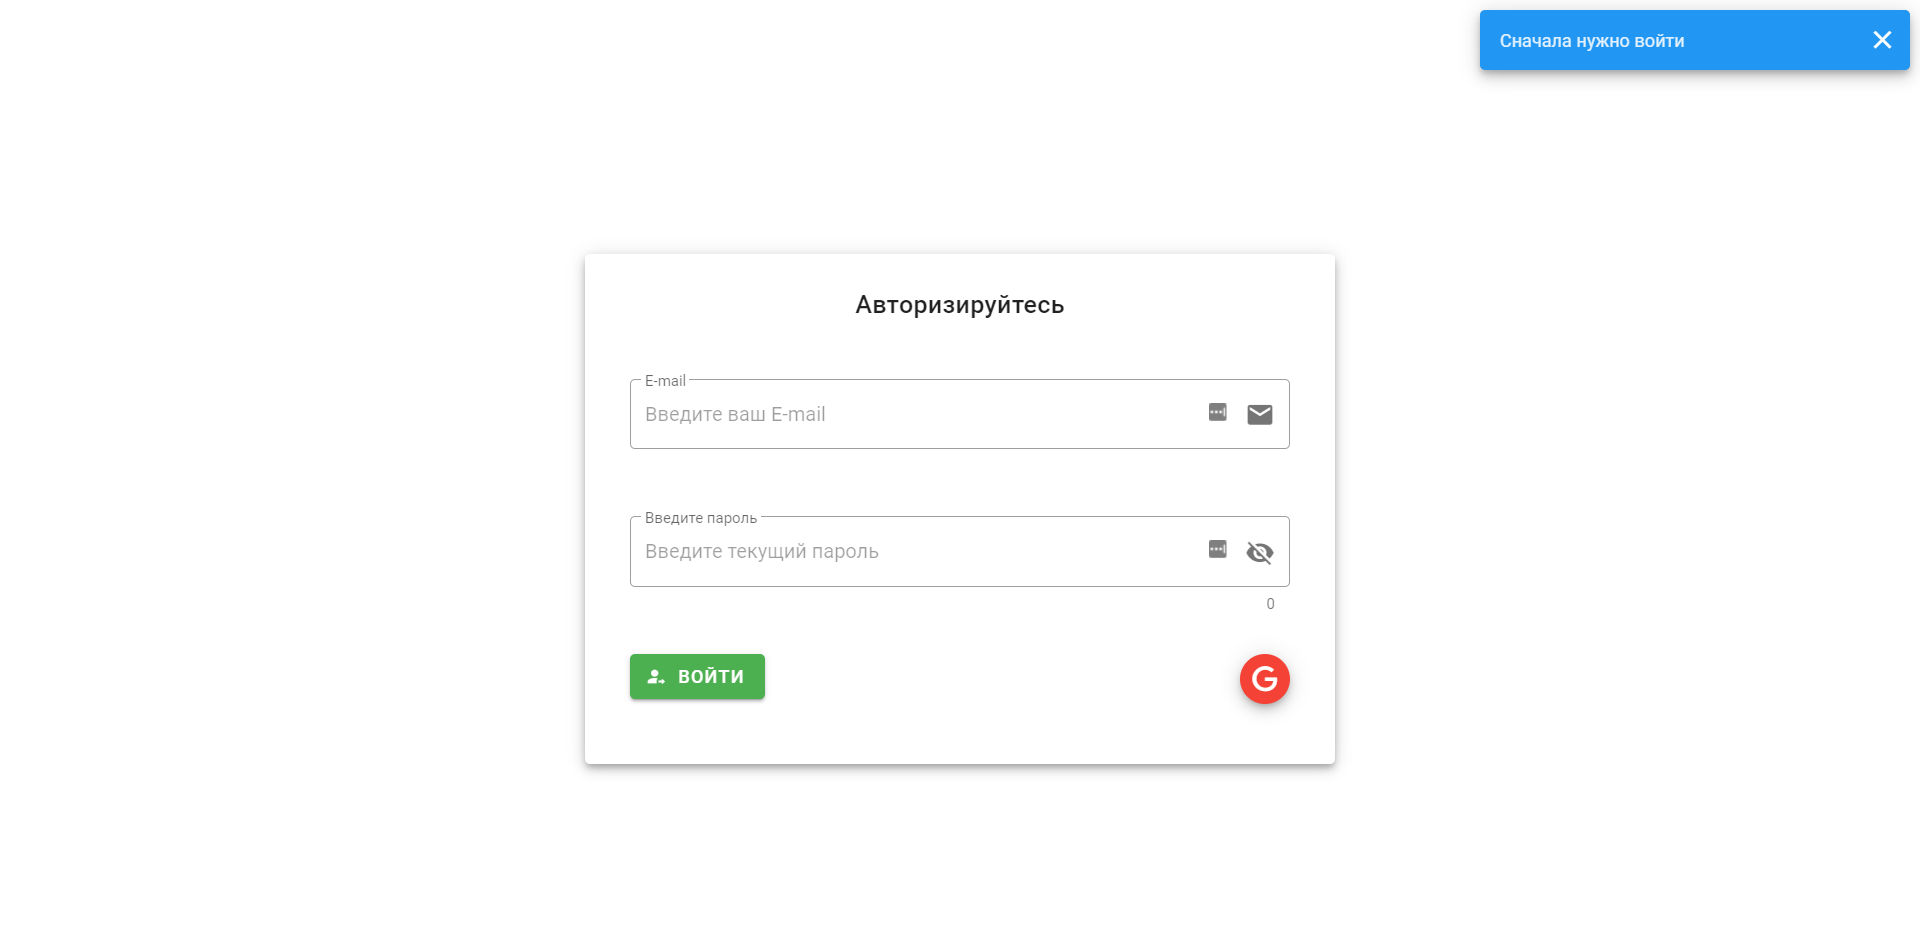 Сначала нужно войти
Авторизируйтесь
E-mail
Введите ваш E-mail
Введите пароль
Введите текущий пароль
0
ВОЙТИ
G